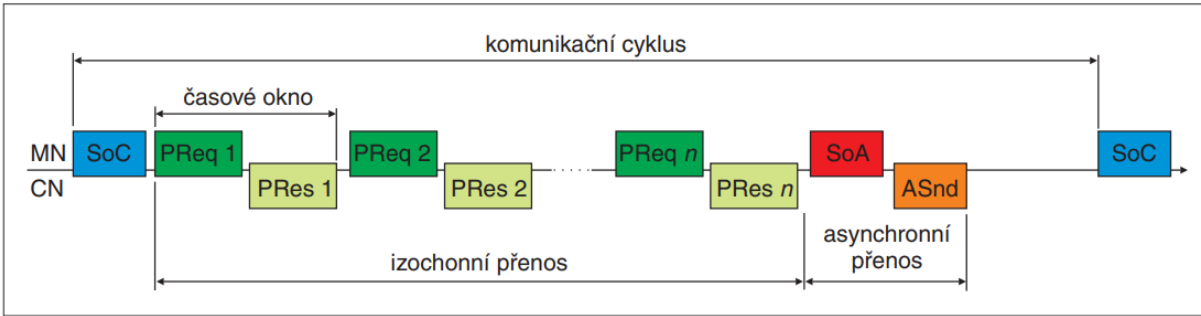 komunikační cyklus
časové okno
MN
SoC
PReq 1
PReq 2
PReq n
SoA
SoC
CN
PRes 1
PRes 2
PRes n
ASnd
izochonní přenos
asynchronní
přenos